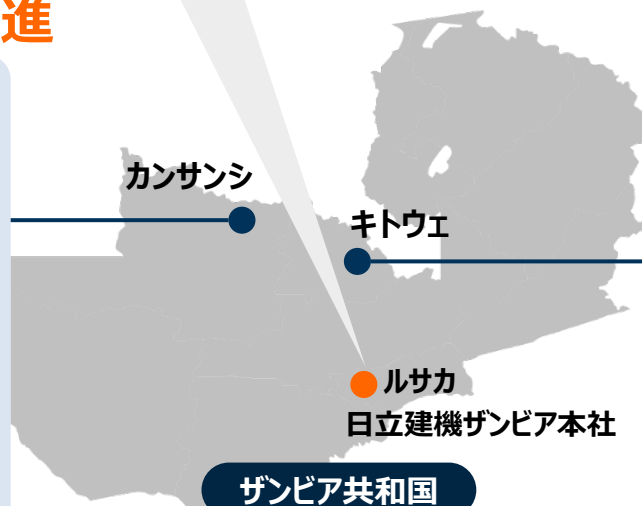 進
カンサンシ
キトウェ
ルサカ
日立建機ザンビア本社
ザンビア共和国